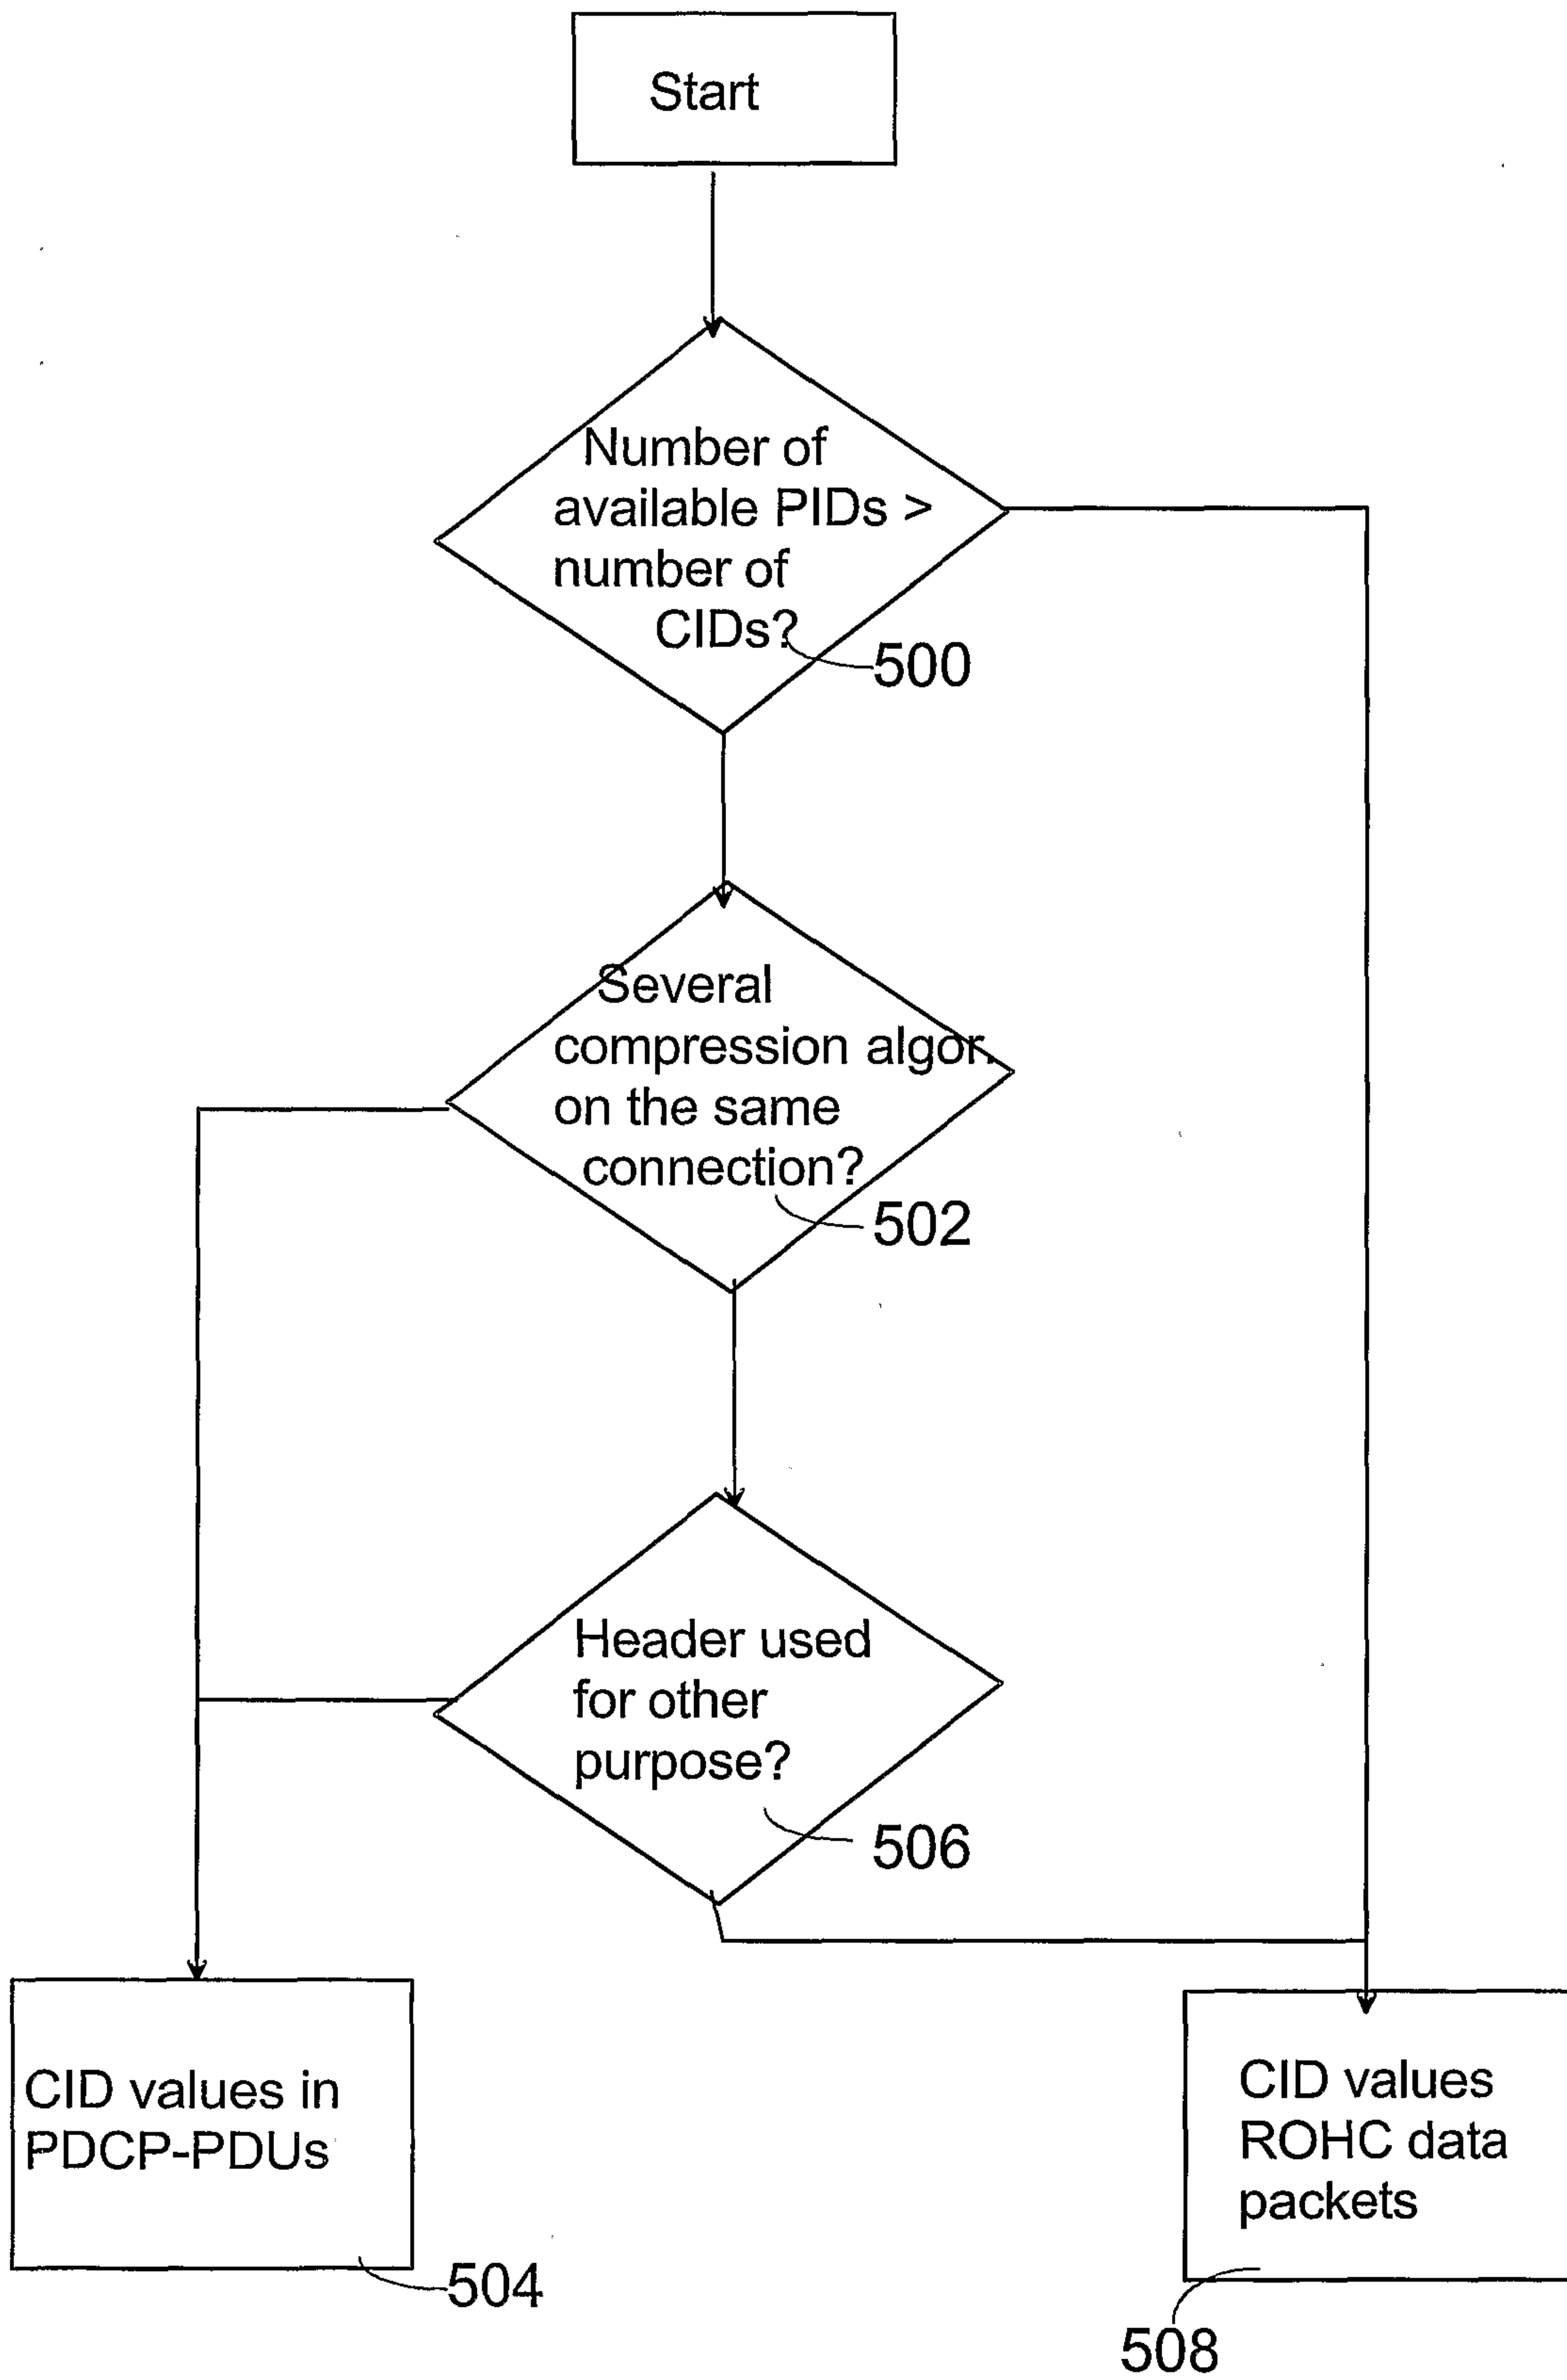 Start
Number of
available PIDs >
number of
CIDs?
500
Several
compression algor.
on the same
connection?
502
Header used
for other
purpose?
506
CID values in
PDCP-PDUs
504
CID values
ROHC data
packets
508